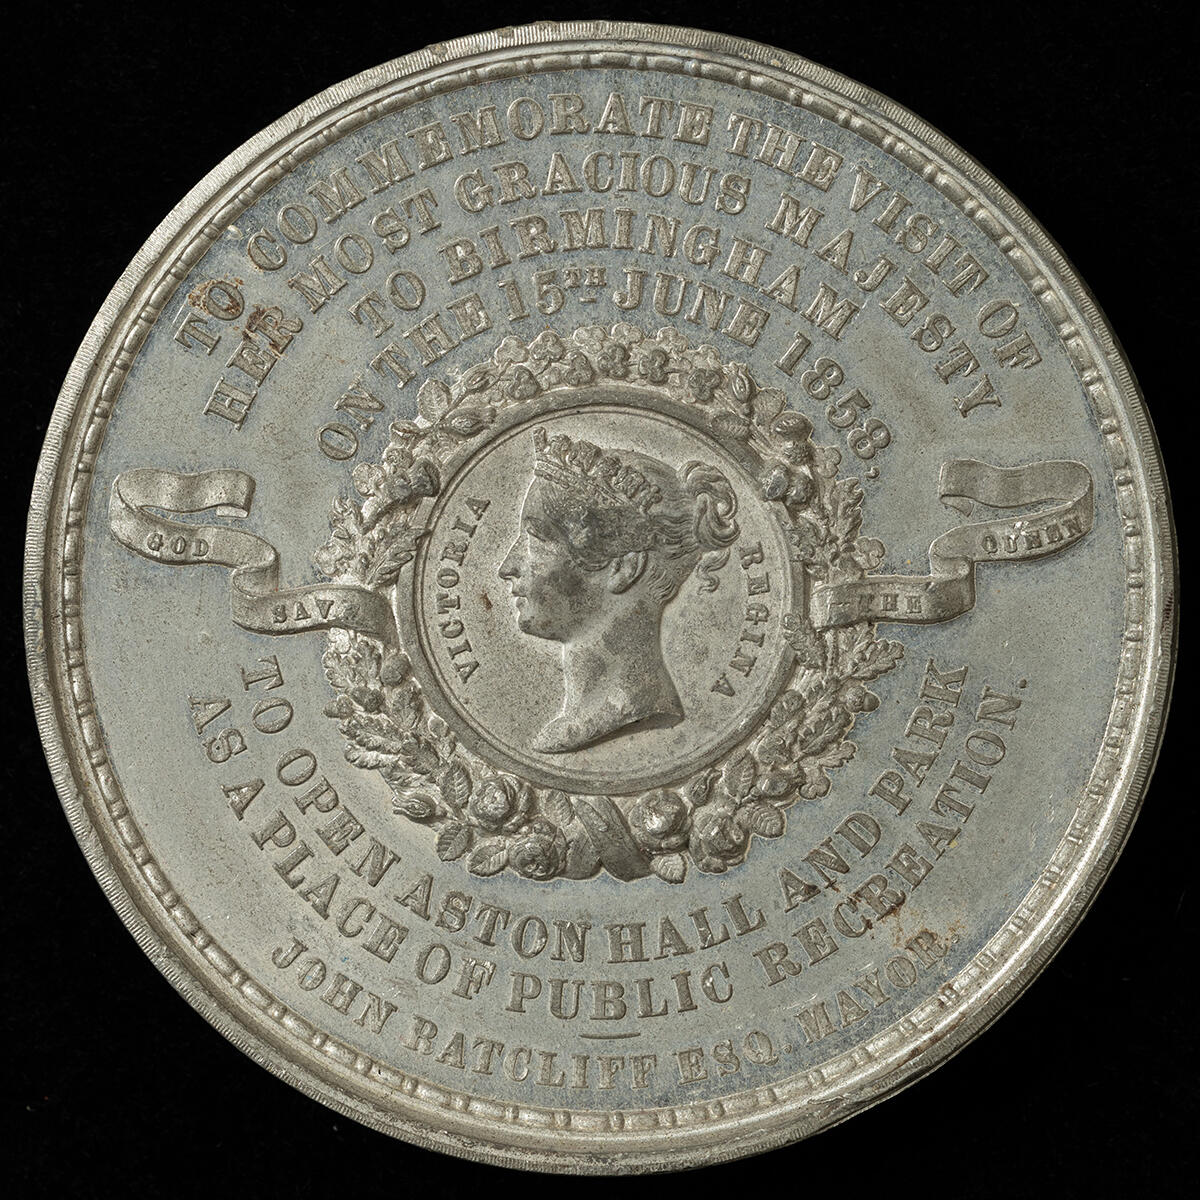 TO COMMEMORATE THE VISIT OF
HER MOST GRACIOUS MAJESTY
TO BIRMINGHAM
ON THE 15TH JUNE 1858,
VICTORIA REGINA
GOD SAVE THE QUEEN
TO OPEN ASTON HALL AND PARK
AS A PLACE OF PUBLIC RECREATION.
JOHN RATCLIFF ESQ. MAYOR.